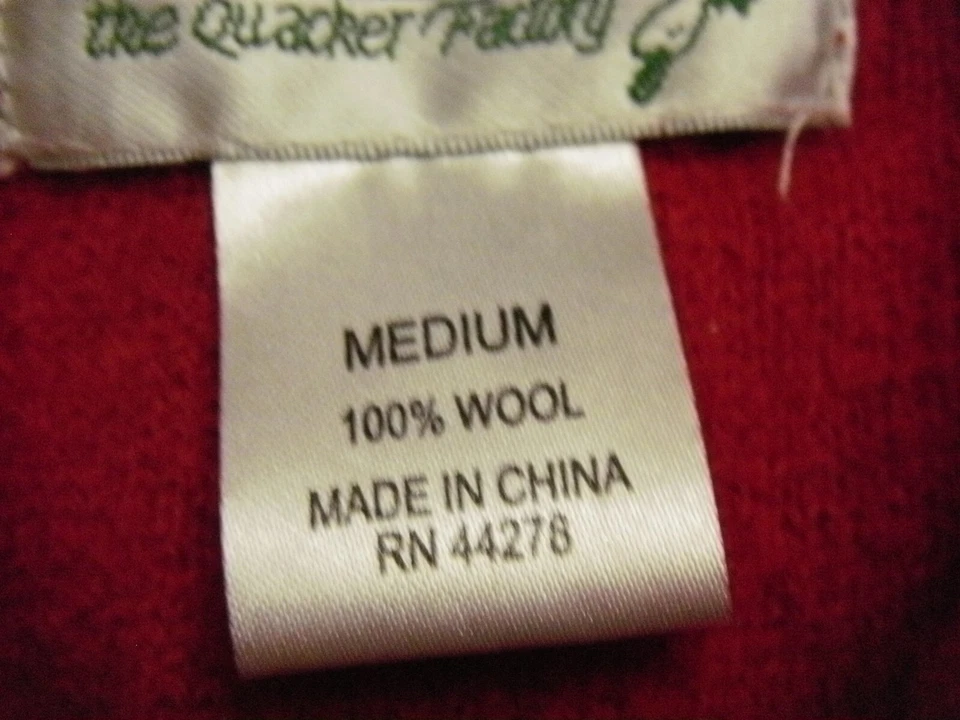 the Quacker Factory
MEDIUM
100% WOOL
MADE IN CHINA
RN 44278